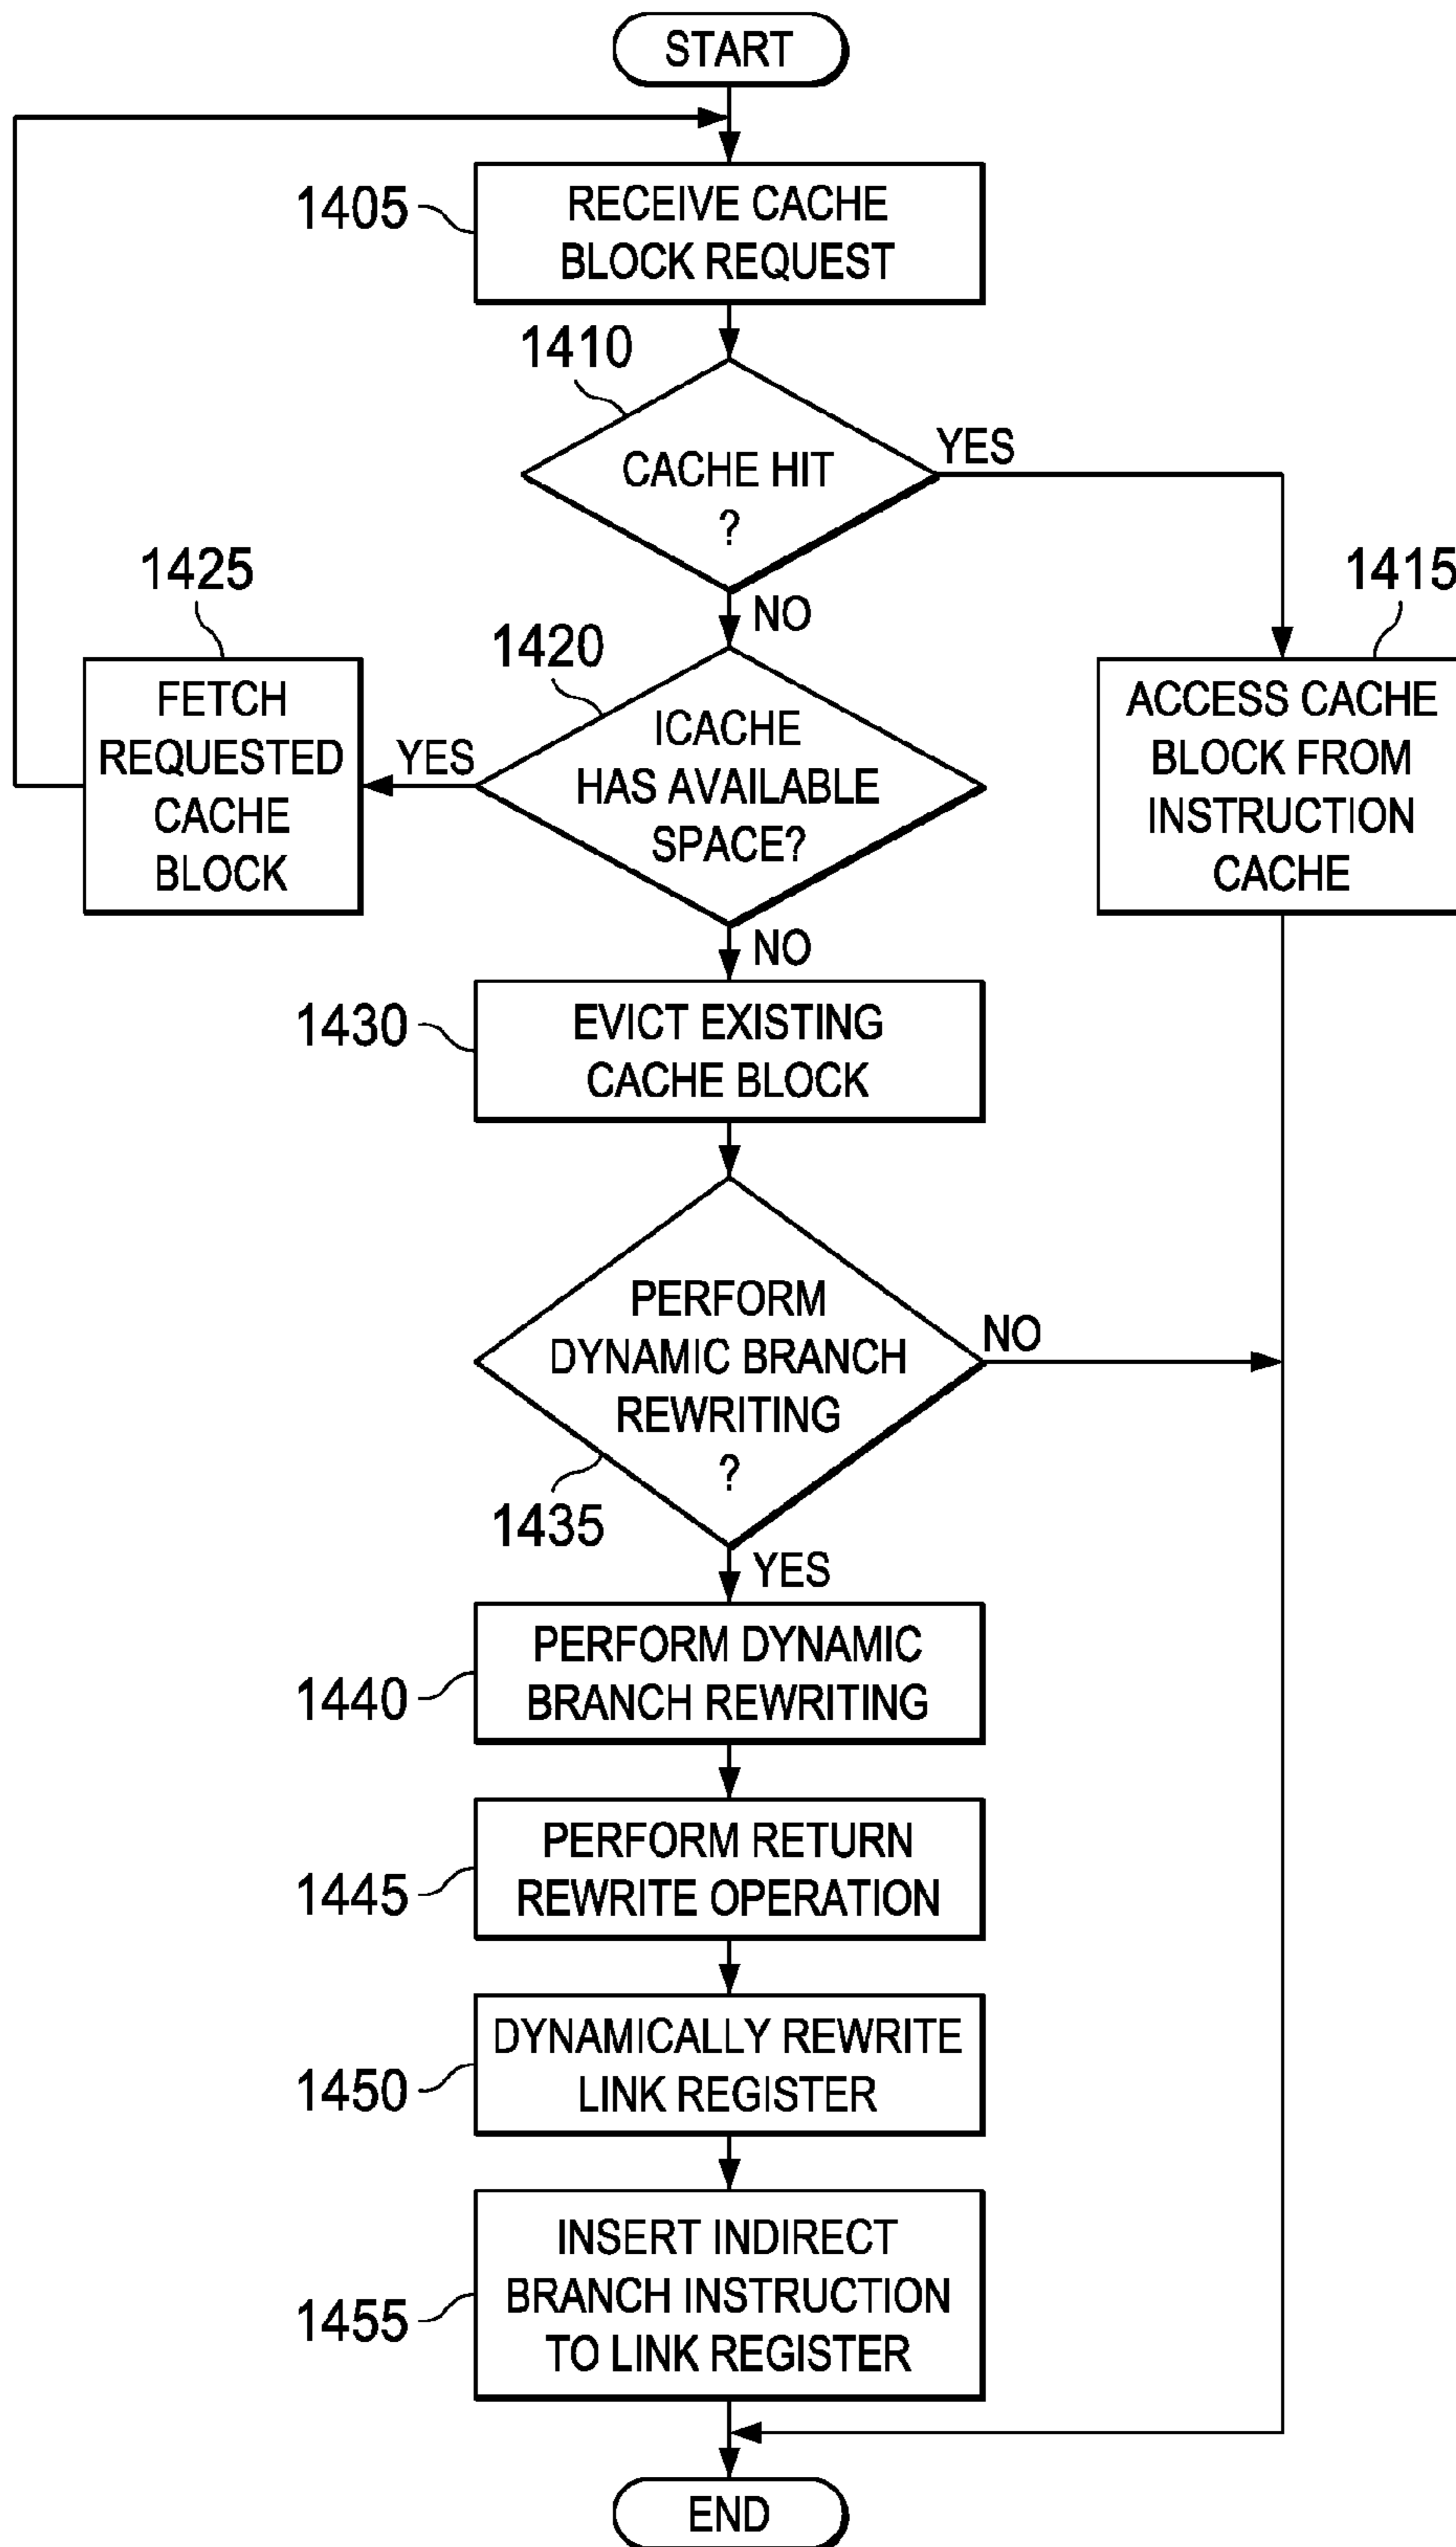 START
1405
RECEIVE CACHE
BLOCK REQUEST
1410
CACHE HIT
?
YES
NO
1415
ACCESS CACHE
BLOCK FROM
INSTRUCTION
CACHE
1420
ICACHE
HAS AVAILABLE
SPACE?
YES
1425
FETCH
REQUESTED
CACHE
BLOCK
NO
1430
EVICT EXISTING
CACHE BLOCK
PERFORM
DYNAMIC BRANCH
REWRITING
?
NO
1435
YES
1440
PERFORM DYNAMIC
BRANCH REWRITING
1445
PERFORM RETURN
REWRITE OPERATION
1450
DYNAMICALLY REWRITE
LINK REGISTER
1455
INSERT INDIRECT
BRANCH INSTRUCTION
TO LINK REGISTER
END